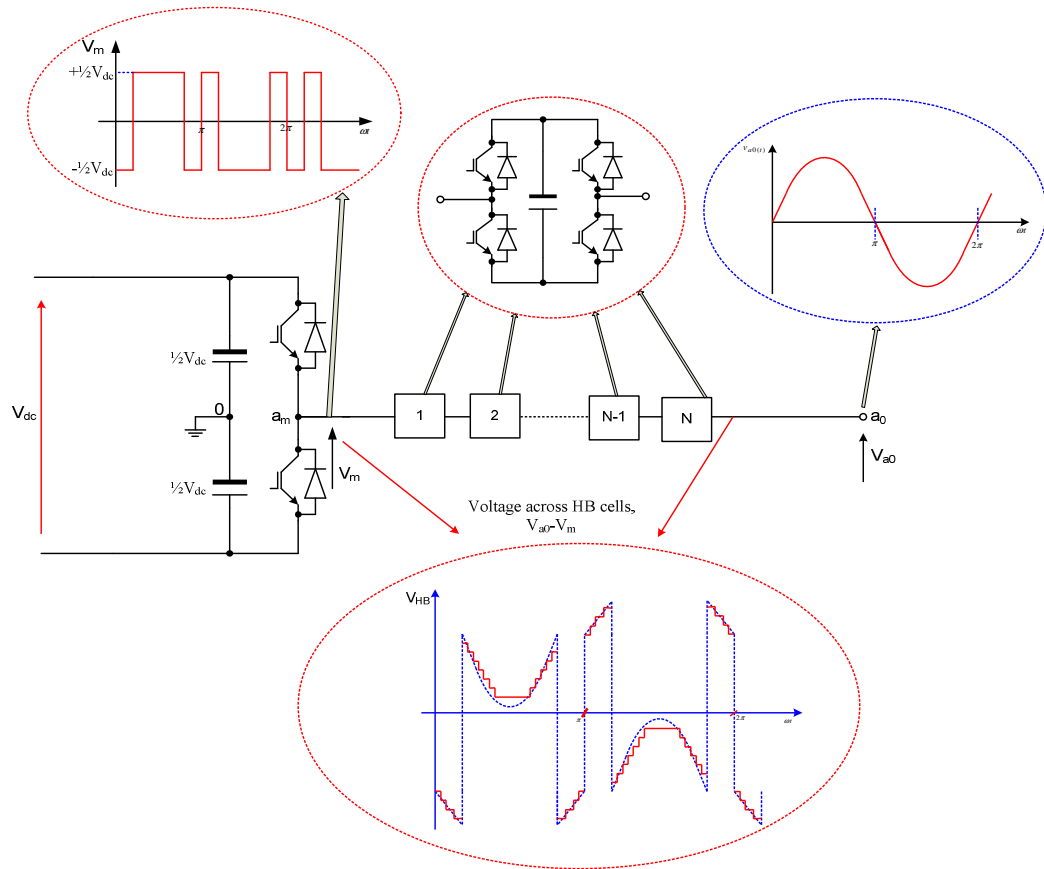 Vm
+½Vdc
-½Vdc
π
2π
ωt
va0(t)
π
2π
ωt
Vdc
½Vdc
½Vdc
0
am
Vm
1
2
N-1
N
a0
Va0
Voltage across HB cells,
Va0-Vm
VHB
π
2π
ωt